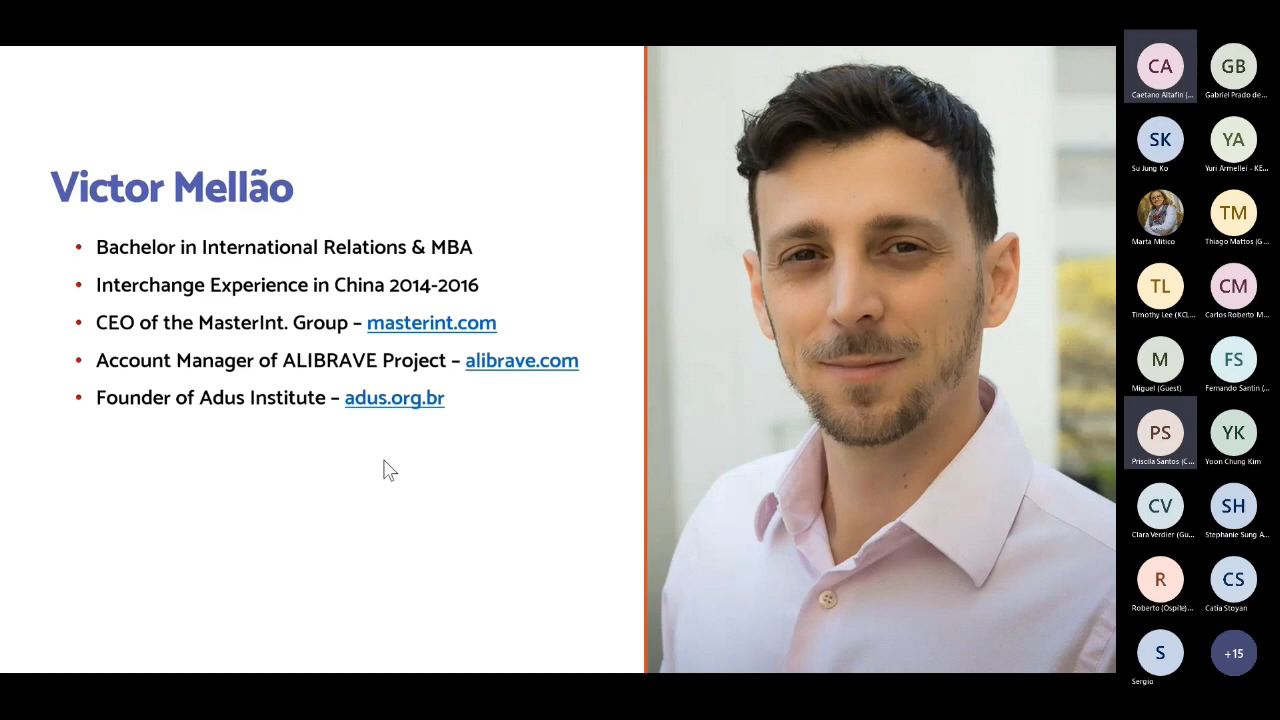 Victor Mellão
• Bachelor in International Relations & MBA
• Interchange Experience in China 2014-2016
• CEO of the MasterInt. Group – masterint.com
• Account Manager of ALIBRAVE Project – alibrave.com
• Founder of Adus Institute – adus.org.br
CA
GB
Caetano Altafin (...
Gabriel Prado de...
SK
YA
Su Jung Ko
Yuri Armellei - KE...
TM
Marta Mitico
Thiago Mattos (G...
TL
CM
Timothy Lee (KCL...
Carlos Roberto M...
M
FS
Miguel (Guest)
Fernando Santin (...
PS
YK
Priscila Santos (C...
Yoon Chung Kim
CV
SH
Clara Verdier (Gu...
Stephanie Sung A...
R
CS
Roberto (Ospite)...
Catia Stoyan
S
+15
Sergio